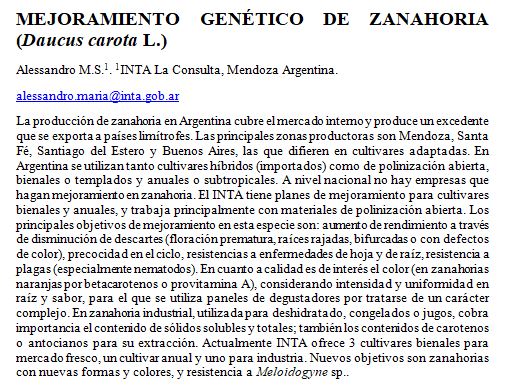 MEJORAMIENTO GENÉTICO DE ZANAHORIA
(Daucus carota L.)
Alessandro M.S.¹. ¹INTA La Consulta, Mendoza Argentina.
alessandro.maria@inta.gob.ar
La producción de zanahoria en Argentina cubre el mercado interno y produce un excedente
que se exporta a países limítrofes. Las principales zonas productoras son Mendoza, Santa
Fé, Santiago del Estero y Buenos Aires, las que difieren en cultivares adaptadas. En
Argentina se utilizan tanto cultivares híbridos (importados) como de polinización abierta,
bienales o templados y anuales o subtropicales. A nivel nacional no hay empresas que
hagan mejoramiento en zanahoria. El INTA tiene planes de mejoramiento para cultivares
bienales y anuales, y trabaja principalmente con materiales de polinización abierta. Los
principales objetivos de mejoramiento en esta especie son: aumento de rendimiento a través
de disminución de descartes (floración prematura, raíces rajadas, bifurcadas o con defectos
de color), precocidad en el ciclo, resistencias a enfermedades de hoja y de raíz, resistencia a
plagas (especialmente nematodos). En cuanto a calidad es de interés el color (en zanahorias
naranjas por betacarotenos o provitamina A), considerando intensidad y uniformidad en
raíz y sabor, para el que se utiliza paneles de degustadores por tratarse de un carácter
complejo. En zanahoria industrial, utilizada para deshidratado, congelados o jugos, cobra
importancia el contenido de sólidos solubles y totales; también los contenidos de carotenos
o antocianos para su extracción. Actualmente INTA ofrece 3 cultivares bienales para
mercado fresco, un cultivar anual y uno para industria. Nuevos objetivos son zanahorias
con nuevas formas y colores, y resistencia a Meloidogyne sp..